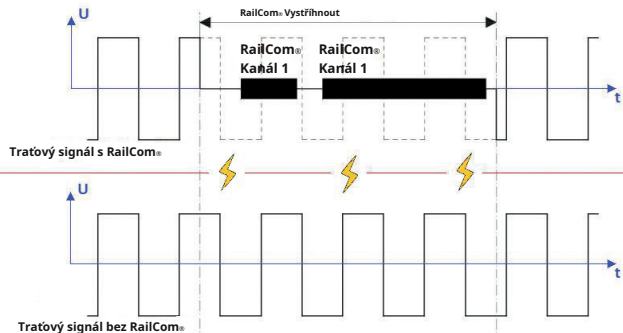 RailCom® Vystřihnout
U
RailCom® RailCom®
Kanál 1 Kanál 1
t
Traťový signál s RailCom®
U
t
Traťový signál bez RailCom®